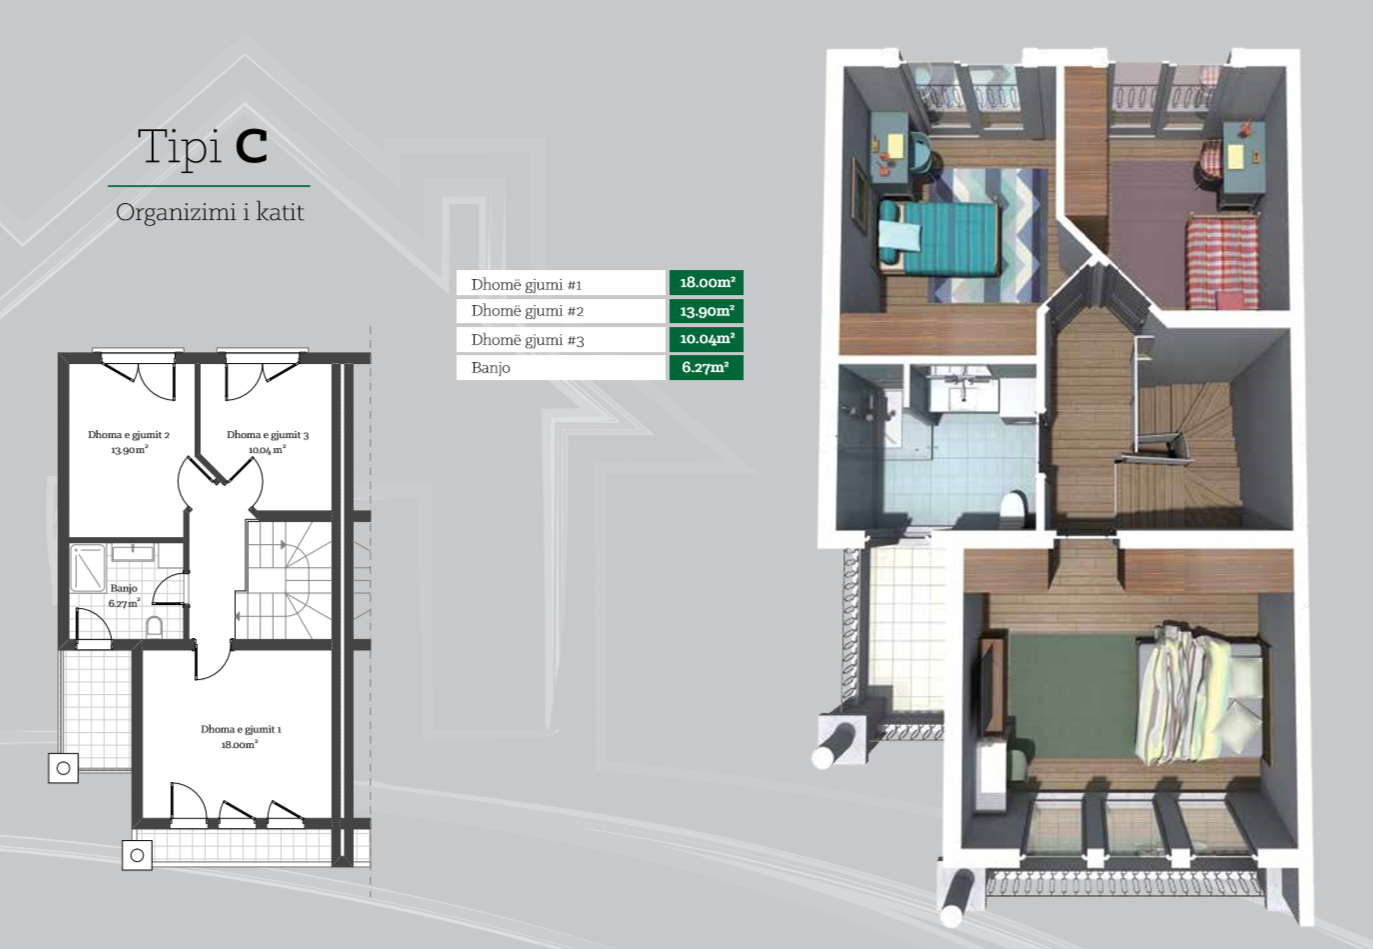 Tipi C
Organizimi i katit
Dhomë gjumi #1 18.00m²
Dhomë gjumi #2 13.90m²
Dhomë gjumi #3 10.04m²
Banjo 6.27m²
Dhoma e gjumit 2
13.90m²
Dhoma e gjumit 3
10.04 m²
Banjo
6.27m²
Dhoma e gjumit 1
18.00m²